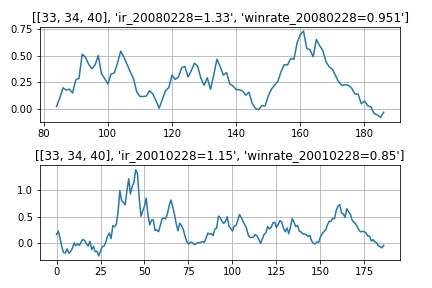 [[33, 34, 40], 'ir_20080228=1.33', 'winrate_20080228=0.951']
0.75
0.50
0.25
0.00
80 100 120 140 160 180
[[33, 34, 40], 'ir_20010228=1.15', 'winrate_20010228=0.85']
1.0
0.5
0.0
0 25 50 75 100 125 150 175